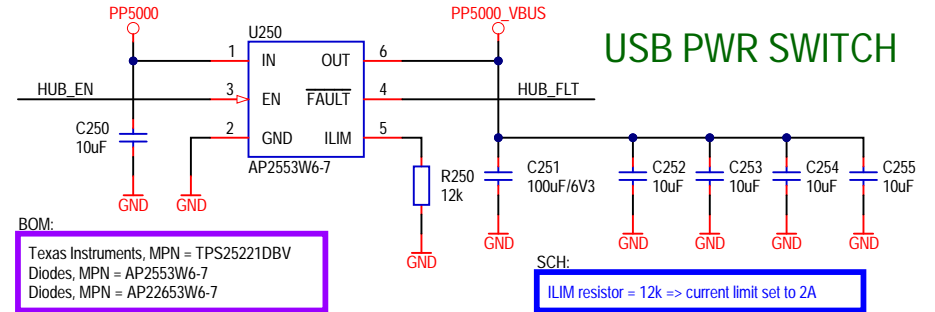 PP5000
PP5000_VBUS
USB PWR SWITCH
U250
1
IN
OUT
6
HUB_EN
3
EN
FAULT
4
HUB_FLT
2
GND
ILIM
5
AP2553W6-7
C250
10uF
R250
12k
C251
100uF/6V3
C252
10uF
C253
10uF
C254
10uF
C255
10uF
GND
GND
GND
GND
GND
GND
GND
GND
BOM:
Texas Instruments, MPN = TPS25221DBV
Diodes, MPN = AP2553W6-7
Diodes, MPN = AP22653W6-7
SCH:
ILIM resistor = 12k => current limit set to 2A